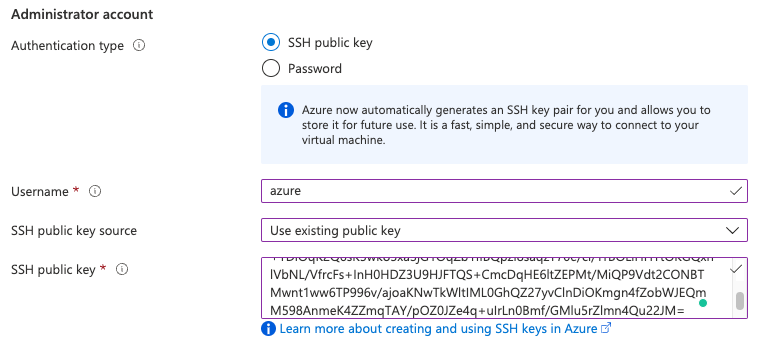 Administrator account
Authentication type
SSH public key
Password
Azure now automatically generates an SSH key pair for you and allows you to
store it for future use. It is a fast, simple, and secure way to connect to your
virtual machine.
Username *
azure
SSH public key source
Use existing public key
SSH public key *
IVbNL/VfrcFs+InH0HDZ3U9HJFTQS+CmcDqHE6ltZEPMt/MiQP9Vdt2CONBT
Mwnt1ww6TP996v/ajoaKNwTkWltIML0GhQZ27yvClnDiOKmgn4fZobWJEQm
M598AnmeK4ZZmqTAY/pOZ0JZe4q+ulrLn0Bmf/GMlu5rZlmn4Qu22JM=
Learn more about creating and using SSH keys in Azure